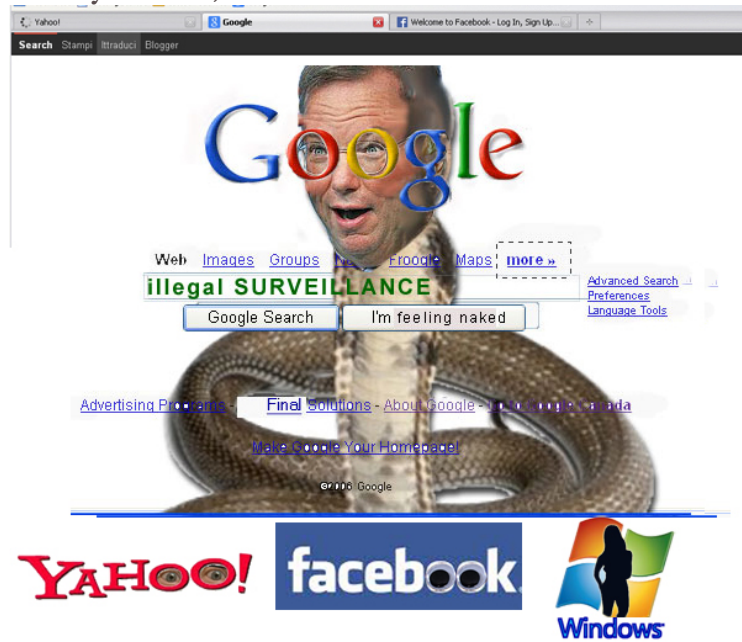 Yahoo! Google Welcome to Facebook - Log In, Sign Up...
Search Stampi Ittraduci Blogger
Google
Web Images Groups Froogle Maps more »
illegal SURVEILLANCE
Advanced Search
Preferences
Language Tools
Google Search I'm feeling naked
Advertising Programs - Final Solutions - About Google - Go to Google Canada
Make Google Your Homepage!
©2006 Google
YAHOO! facebook
Windows